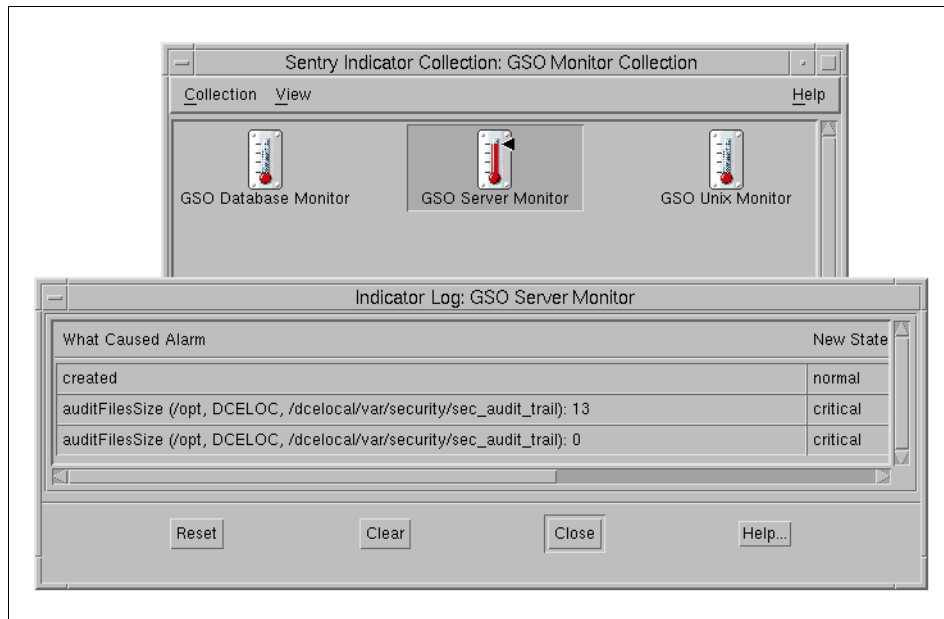 Sentry Indicator Collection: GSO Monitor Collection
Collection View Help
GSO Database Monitor GSO Server Monitor GSO Unix Monitor
Indicator Log: GSO Server Monitor
What Caused Alarm New State
created normal
auditFilesSize (/opt, DCELOC, /dcelocal/var/security/sec_audit_trail): 13 critical
auditFilesSize (/opt, DCELOC, /dcelocal/var/security/sec_audit_trail): 0 critical
Reset Clear Close Help...